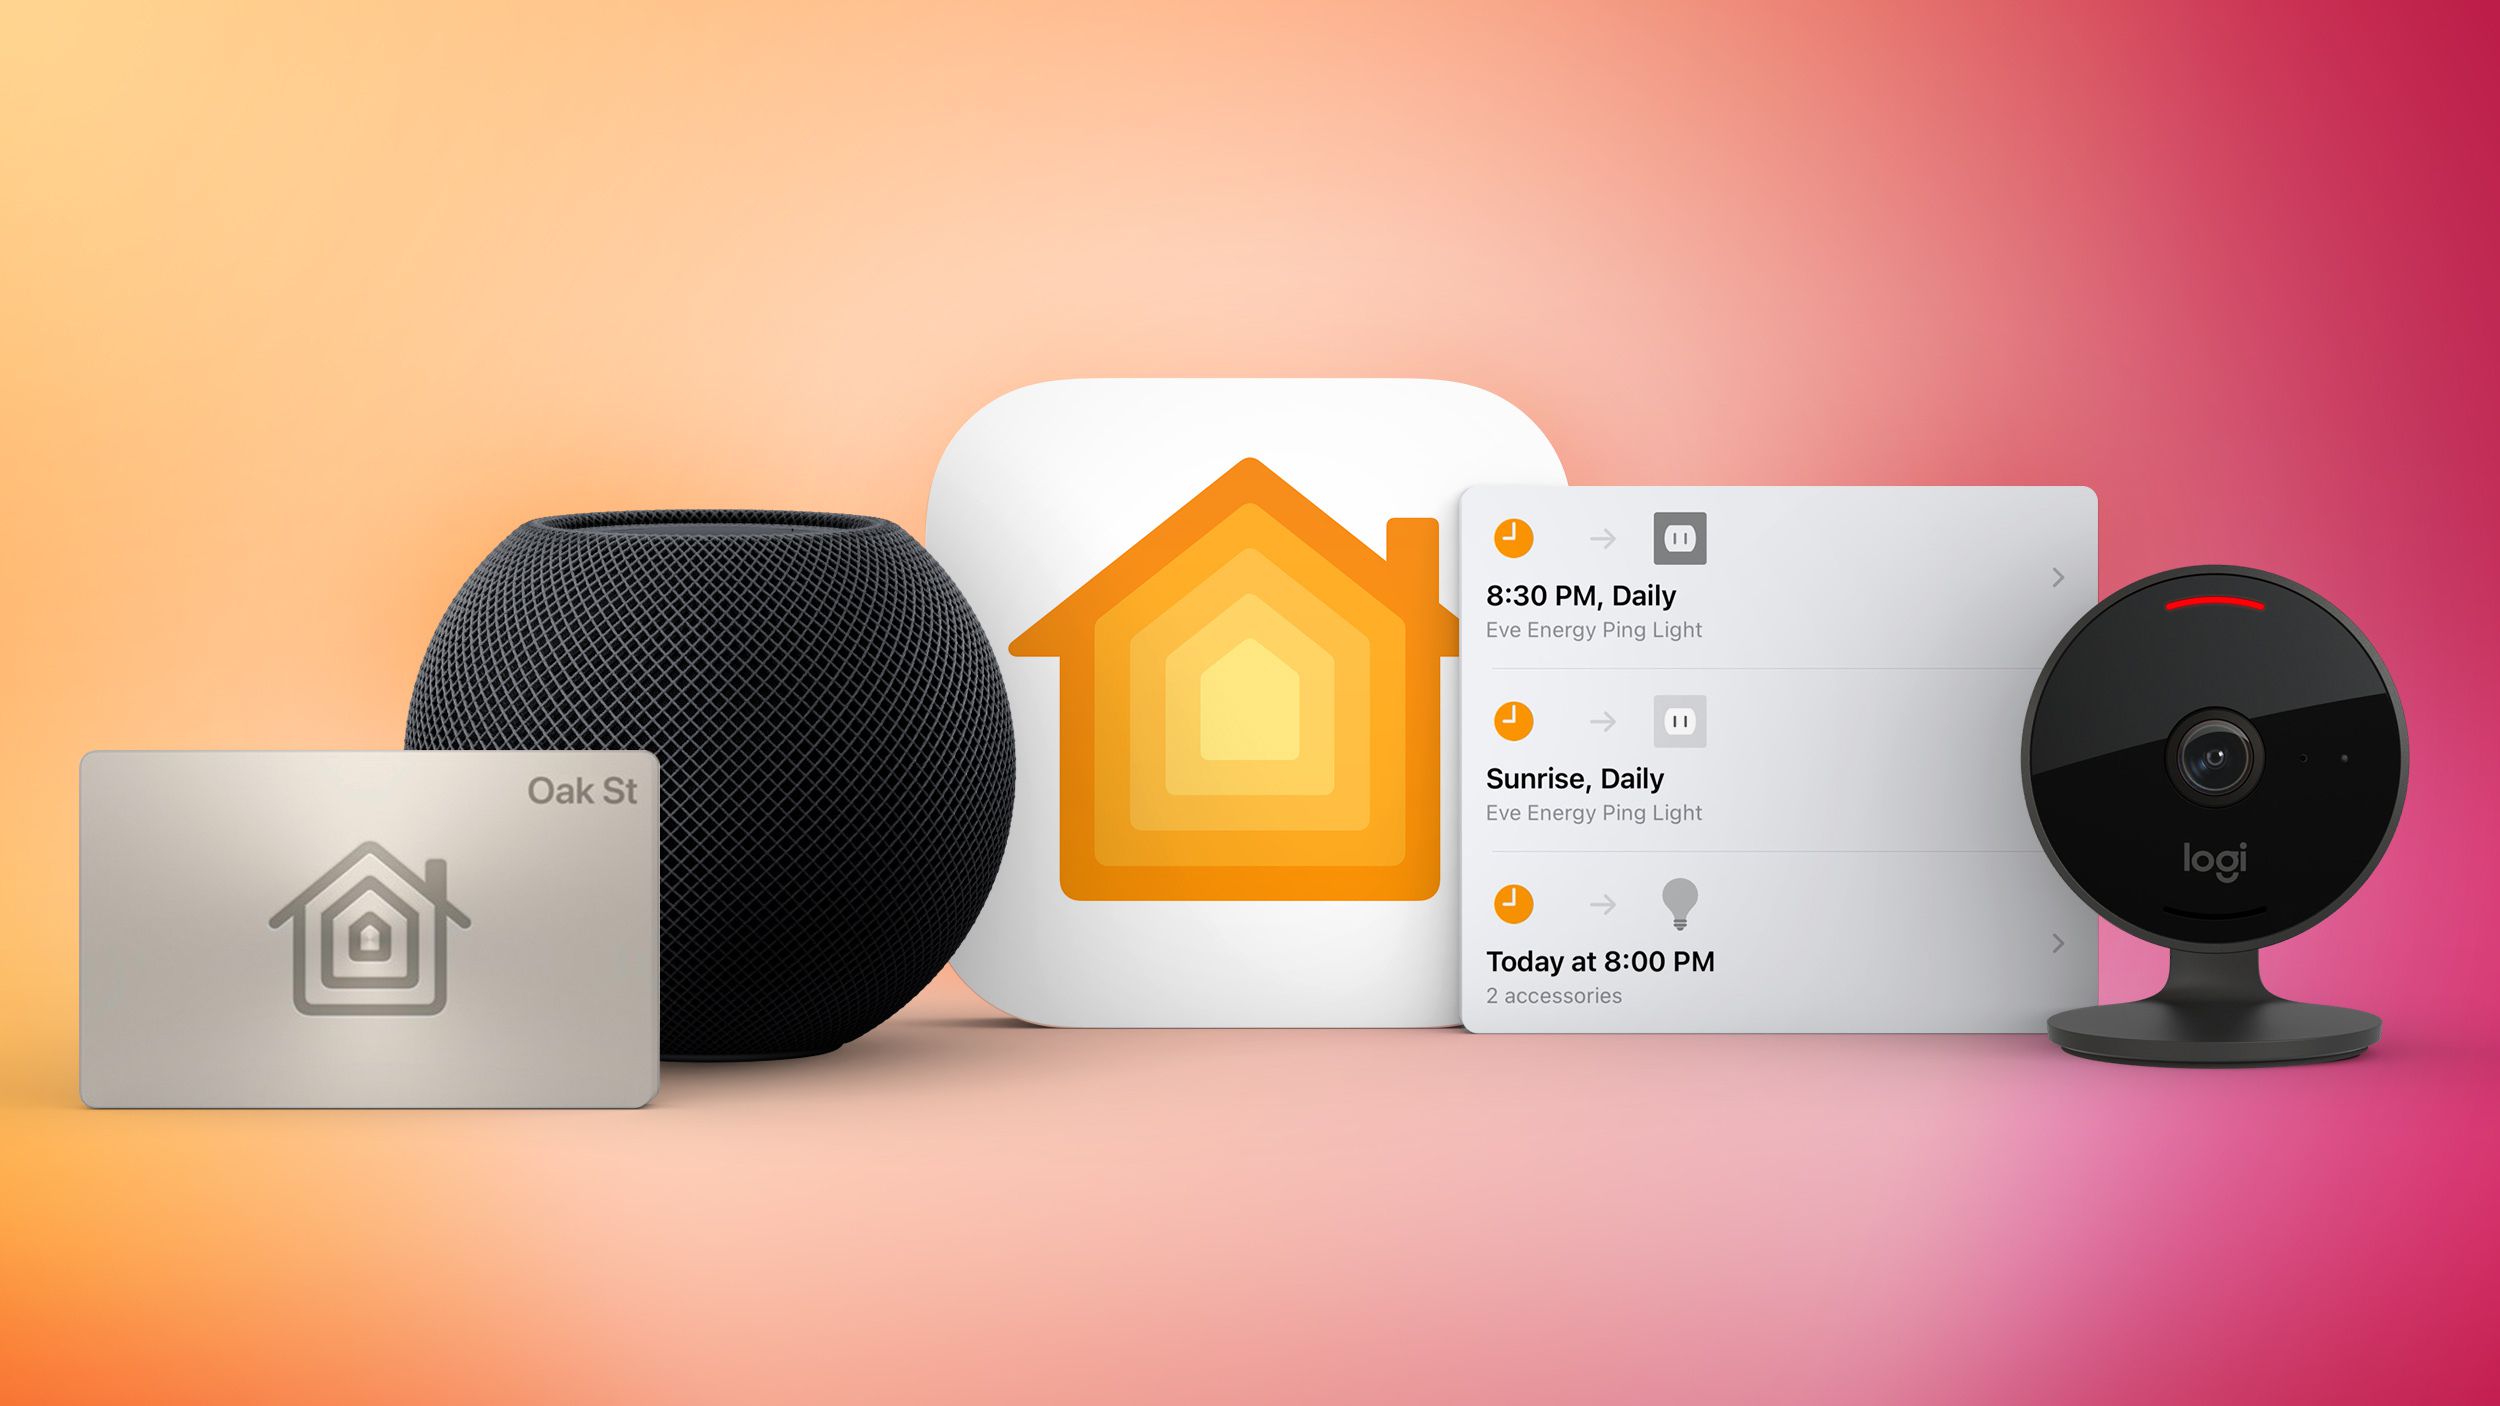 Oak St
8:30 PM, Daily
Eve Energy Ping Light
Sunrise, Daily
Eve Energy Ping Light
Today at 8:00 PM
2 accessories
logi